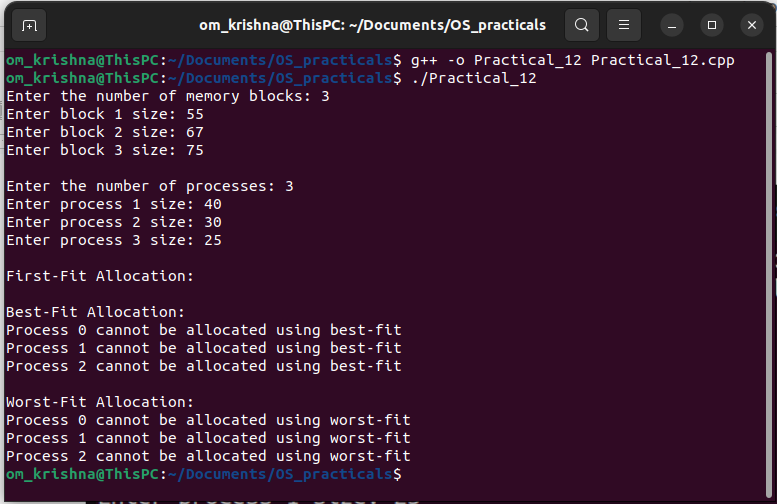 om_krishna@ThisPC: ~/Documents/OS_practicals
om_krishna@ThisPC:~/Documents/OS_practicals$ g++ -o Practical_12 Practical_12.cpp
om_krishna@ThisPC:~/Documents/OS_practicals$ ./Practical_12
Enter the number of memory blocks: 3
Enter block 1 size: 55
Enter block 2 size: 67
Enter block 3 size: 75

Enter the number of processes: 3
Enter process 1 size: 40
Enter process 2 size: 30
Enter process 3 size: 25

First-Fit Allocation:

Best-Fit Allocation:
Process 0 cannot be allocated using best-fit
Process 1 cannot be allocated using best-fit
Process 2 cannot be allocated using best-fit

Worst-Fit Allocation:
Process 0 cannot be allocated using worst-fit
Process 1 cannot be allocated using worst-fit
Process 2 cannot be allocated using worst-fit
om_krishna@ThisPC:~/Documents/OS_practicals$